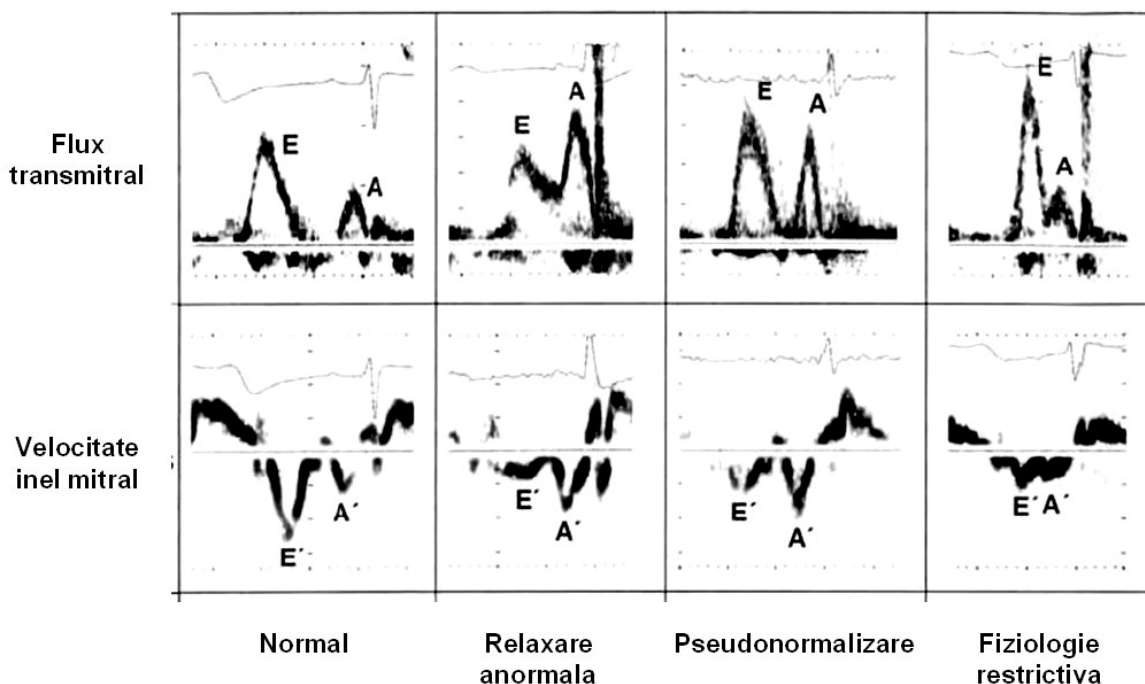 E
A
E
A
E
A
E
A
Flux
transmitral
E´
A´
E´
A´
E´
A´
E´ A´
Velocitate
inel mitral
Normal
Relaxare
anormala
Pseudonormalizare
Fiziologie
restrictiva